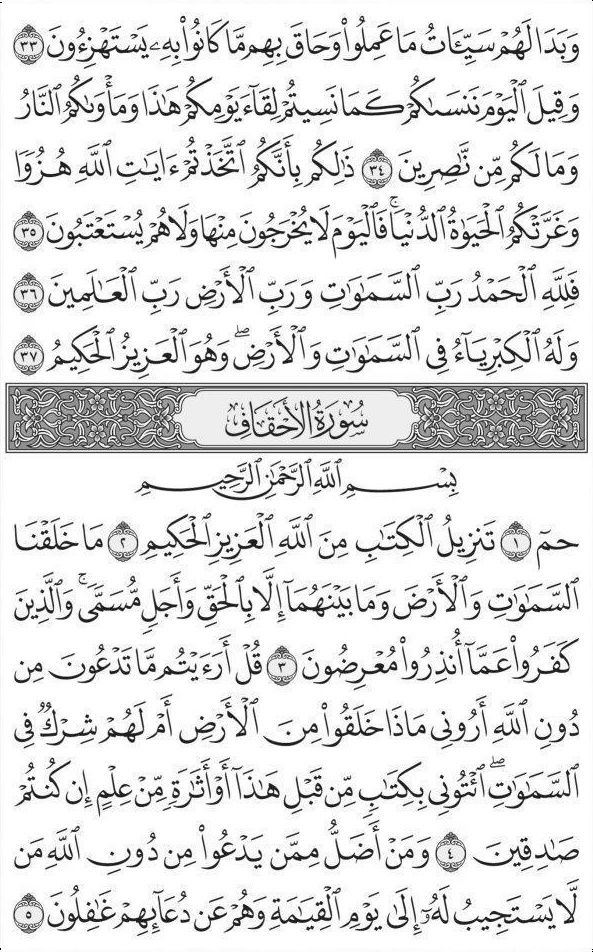 وَبَدَا لَهُمْ سَيِّـَٔاتُ مَا عَمِلُوا۟ وَحَاقَ بِهِم مَّا كَانُوا۟ بِهِۦ يَسْتَهْزِءُونَ ٣٣
وَقِيلَ ٱلْيَوْمَ نَنسَىٰكُمْ كَمَا نَسِيتُمْ لِقَآءَ يَوْمِكُمْ هَٰذَا وَمَأْوَىٰكُمُ ٱلنَّارُ
وَمَا لَكُم مِّن نَّٰصِرِينَ ٣٤ ذَٰلِكُم بِأَنَّكُمُ ٱتَّخَذْتُمْ ءَايَٰتِ ٱللَّهِ هُزُوًا
وَغَرَّتْكُمُ ٱلْحَيَوٰةُ ٱلدُّنْيَا ۚ فَٱلْيَوْمَ لَا يُخْرَجُونَ مِنْهَا وَلَا هُمْ يُسْتَعْتَبُونَ ٣٥
فَلِلَّهِ ٱلْحَمْدُ رَبِّ ٱلسَّمَٰوَٰتِ وَرَبِّ ٱلْأَرْضِ رَبِّ ٱلْعَٰلَمِينَ ٣٦
وَلَهُ ٱلْكِبْرِيَآءُ فِى ٱلسَّمَٰوَٰتِ وَٱلْأَرْضِ ۖ وَهُوَ ٱلْعَزِيزُ ٱلْحَكِيمُ ٣٧
سُورَةُ الأَحْقَافِ
بِسْمِ ٱللَّهِ ٱلرَّحْمَٰنِ ٱلرَّحِيمِ
حمٓ ١ تَنزِيلُ ٱلْكِتَٰبِ مِنَ ٱللَّهِ ٱلْعَزِيزِ ٱلْحَكِيمِ ٢ مَا خَلَقْنَا
ٱلسَّمَٰوَٰتِ وَٱلْأَرْضَ وَمَا بَيْنَهُمَآ إِلَّا بِٱلْحَقِّ وَأَجَلٍ مُّسَمًّى ۚ وَٱلَّذِينَ
كَفَرُوا۟ عَمَّآ أُنذِرُوا۟ مُعْرِضُونَ ٣ قُلْ أَرَءَيْتُم مَّا تَدْعُونَ مِن
دُونِ ٱللَّهِ أَرُونِى مَاذَا خَلَقُوا۟ مِنَ ٱلْأَرْضِ أَمْ لَهُمْ شِرْكٌ فِى
ٱلسَّمَٰوَٰتِ ۖ ٱئْتُونِى بِكِتَٰبٍ مِّن قَبْلِ هَٰذَآ أَوْ أَثَٰرَةٍ مِّنْ عِلْمٍ إِن كُنتُمْ
صَٰدِقِينَ ٤ وَمَنْ أَضَلُّ مِمَّن يَدْعُوا۟ مِن دُونِ ٱللَّهِ مَن
لَّا يَسْتَجِيبُ لَهُۥٓ إِلَىٰ يَوْمِ ٱلْقِيَٰمَةِ وَهُمْ عَن دُعَآئِهِمْ غَٰفِلُونَ ٥